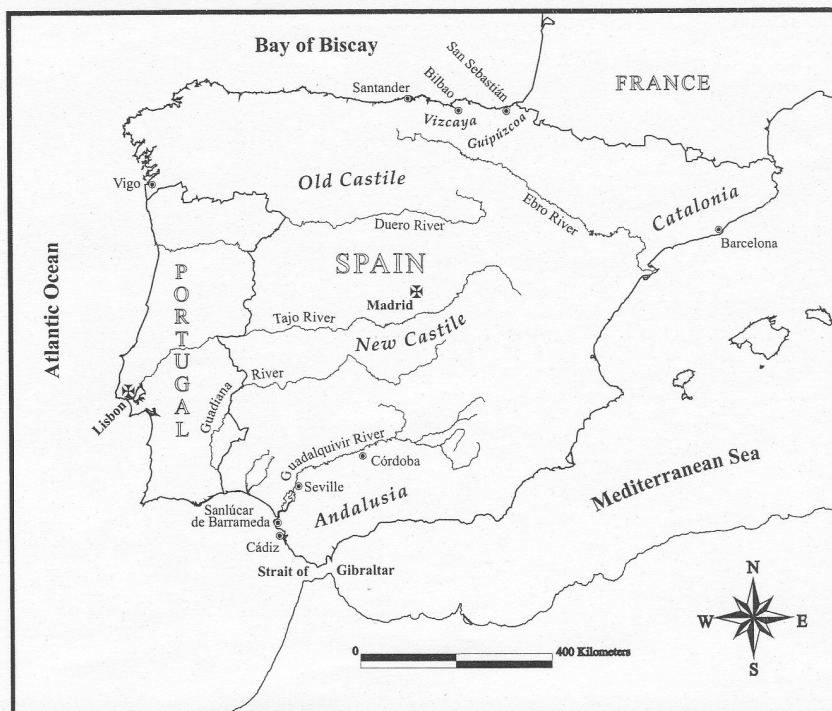 Bay of Biscay
San Sebastián
Bilbao
Santander
FRANCE
Vizcaya
Guipúzcoa
Vigo
Old Castile
Catalonia
Ebro River
Duero River
Barcelona
Atlantic Ocean
PORTUGAL
SPAIN
Madrid
Tajo River
New Castile
Guadiana
River
Lisbon
Guadalquivir River
Córdoba
Seville
Mediterranean Sea
Andalusia
Sanlúcar
de Barrameda
Cádiz
Strait of Gibraltar
N
W E
S
0 400 Kilometers